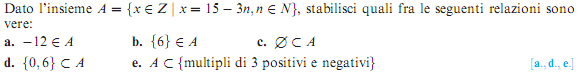 Dato l'insieme A = {x ∈ Z | x = 15 − 3n, n ∈ N}, stabilisci quali fra le seguenti relazioni sono
vere:
a. −12 ∈ A b. {6} ∈ A c. ∅ ⊂ A
d. {0, 6} ⊂ A e. A ⊂ {multipli di 3 positivi e negativi} [a., d., e.]